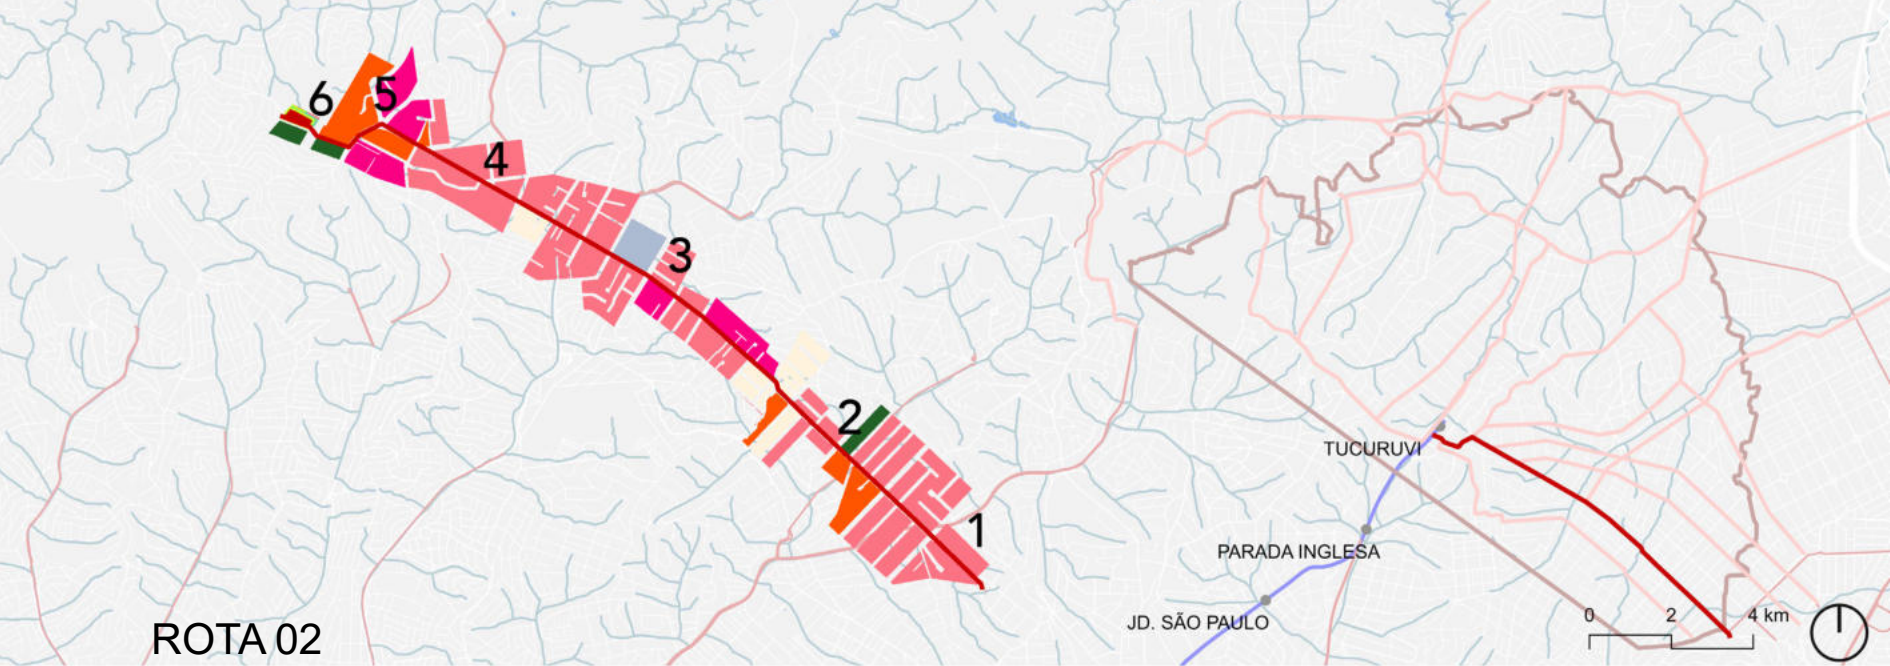 6
5
4
3
2
1
TUCURUVI
PARADA INGLESA
JD. SÃO PAULO
0 2 4 km
ROTA 02